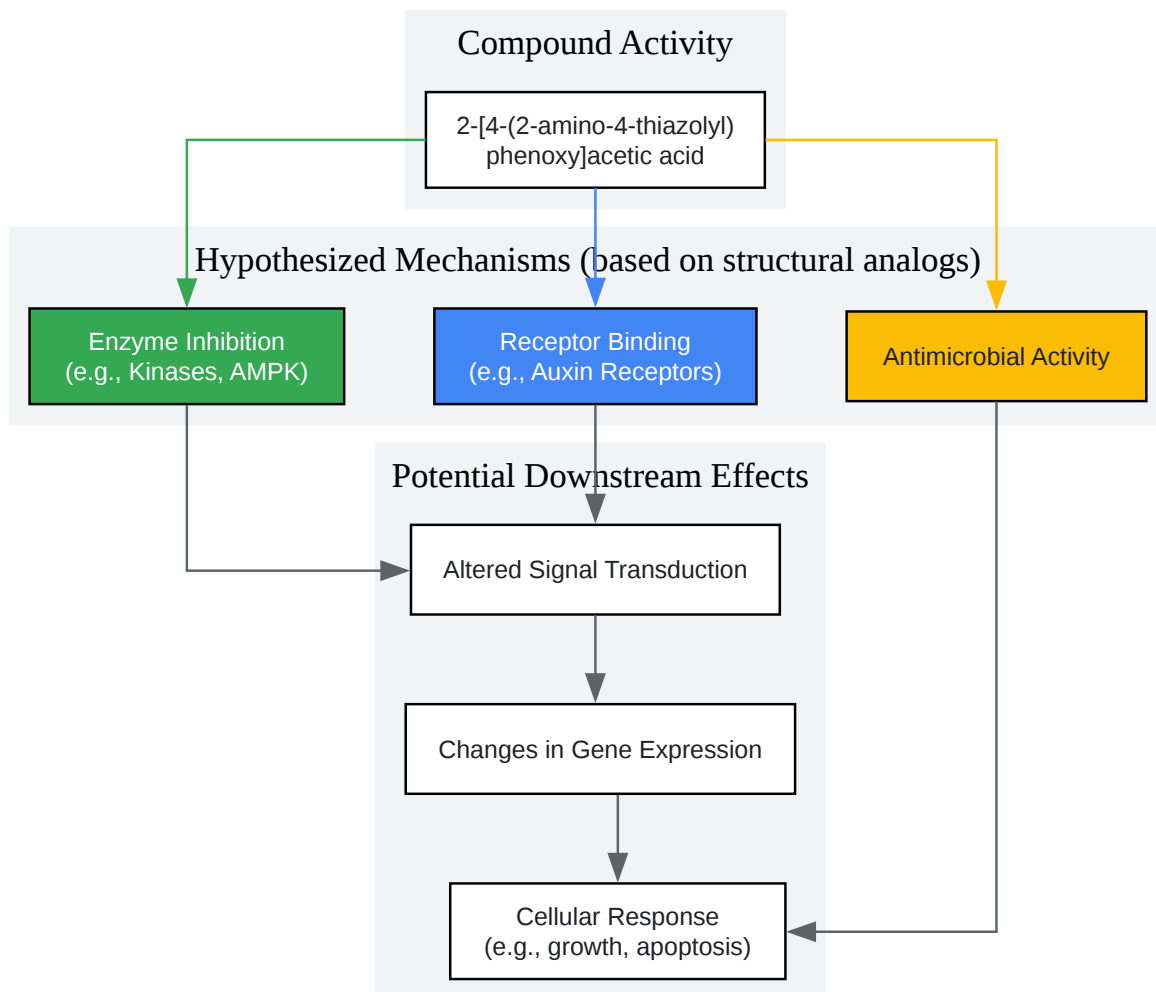 Compound Activity
2-[4-(2-amino-4-thiazolyl)
phenoxy]acetic acid
Hypothesized Mechanisms (based on structural analogs)
Enzyme Inhibition
(e.g., Kinases, AMPK)
Receptor Binding
(e.g., Auxin Receptors)
Antimicrobial Activity
Potential Downstream Effects
Altered Signal Transduction
Changes in Gene Expression
Cellular Response
(e.g., growth, apoptosis)